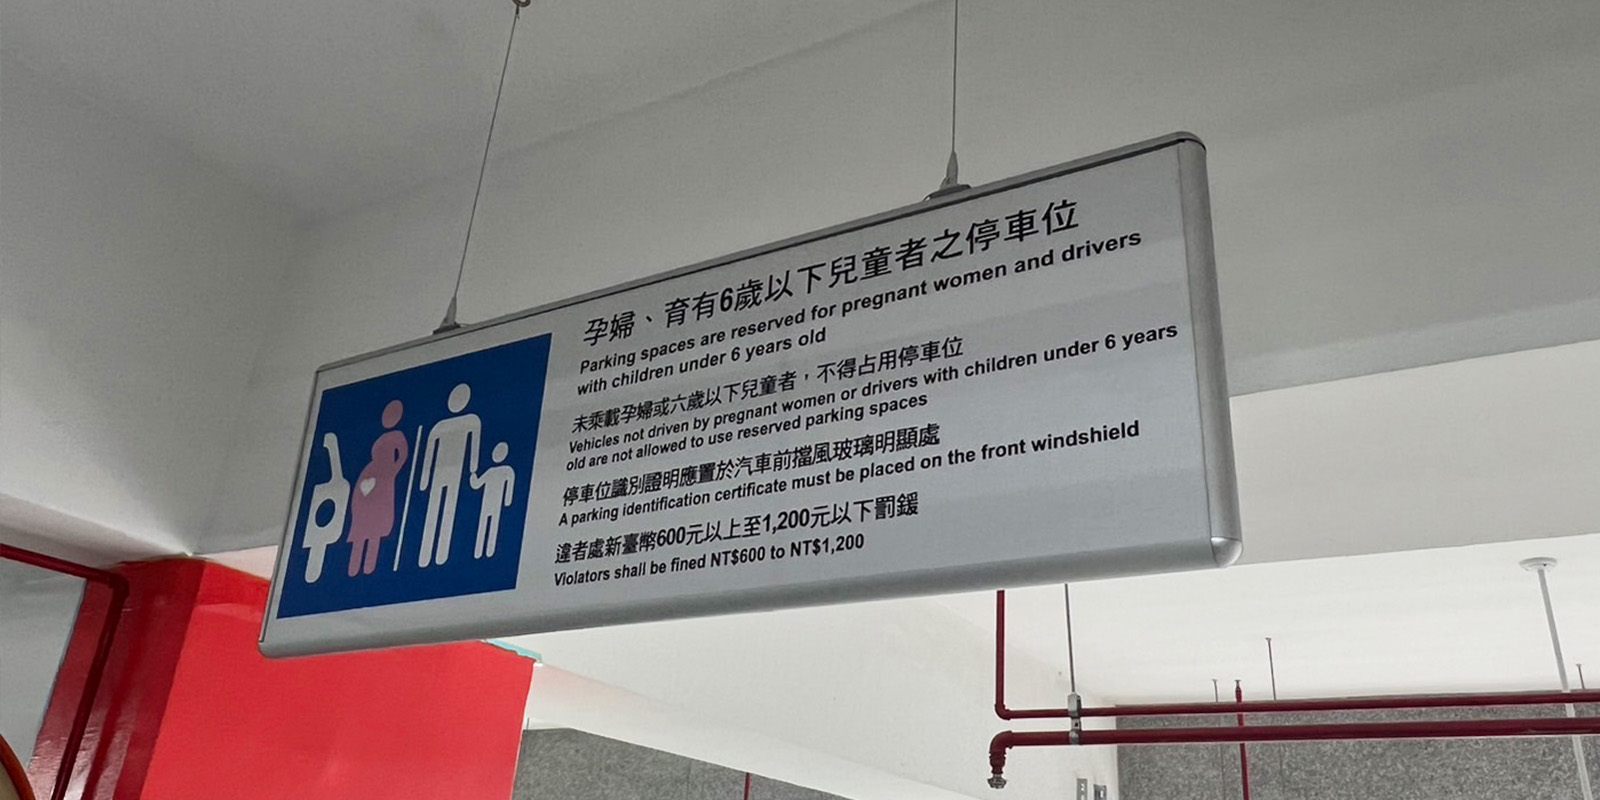 孕婦、育有6歲以下兒童者之停車位
Parking spaces are reserved for pregnant women and drivers
with children under 6 years old
未乘載孕婦或六歲以下兒童者，不得占用停車位
Vehicles not driven by pregnant women or drivers with children under 6 years
old are not allowed to use reserved parking spaces
停車位識別證明應置於汽車前擋風玻璃明顯處
A parking identification certificate must be placed on the front windshield
違者處新臺幣600元以上至1,200元以下罰鍰
Violators shall be fined NT$600 to NT$1,200